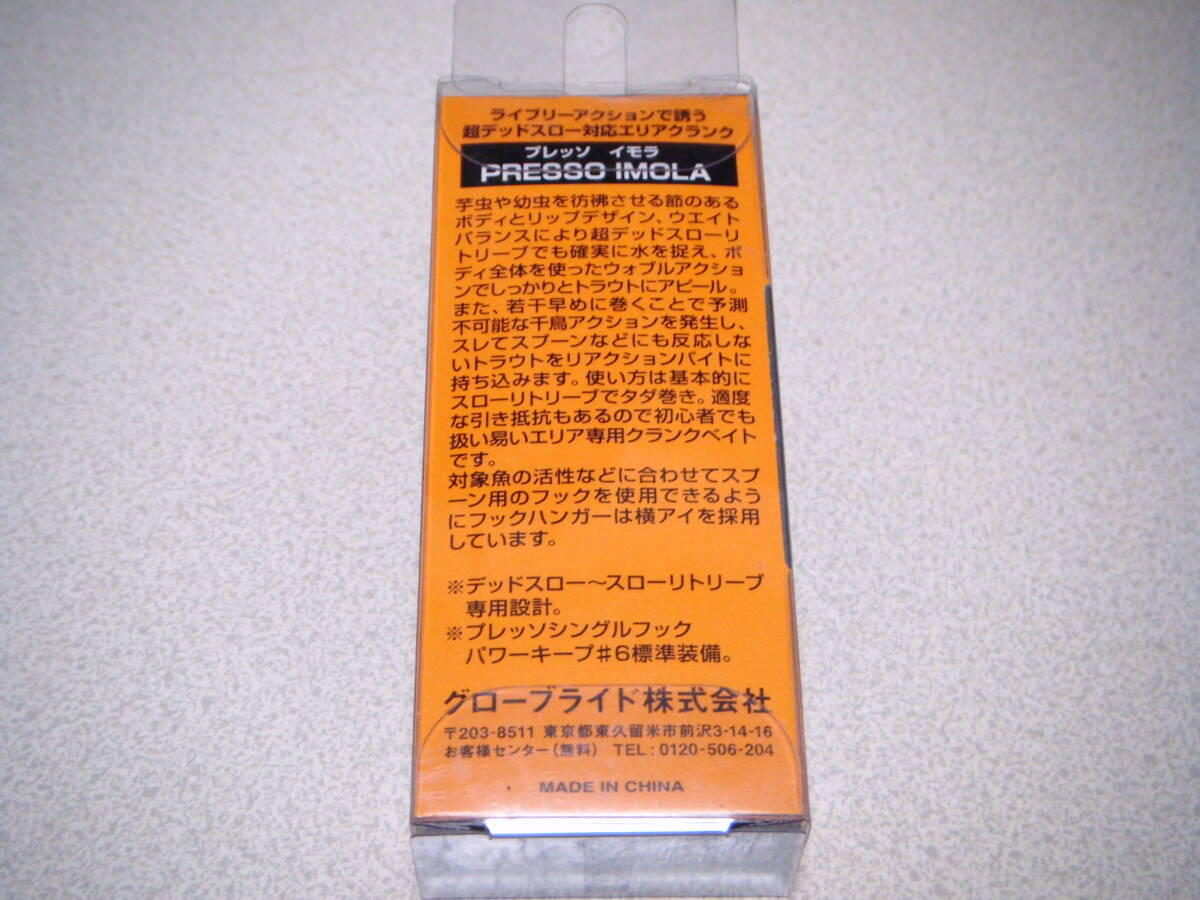 ライブリーアクションで誘う
超デッドスロー対応エリアクランク
プレッソ イモラ
PRESSO IMOLA
芋虫や幼虫を彷彿させる節のある
ボディとリップデザイン、ウエイト
バランスにより超デッドスローリ
トリーブでも確実に水を捉え、ボ
ディ全体を使ったウォブルアクショ
ンでしっかりとトラウトにアピール。
また、若干早めに巻くことで予測
不可能な千鳥アクションを発生し、
スレてスプーンなどにも反応しな
いトラウトをリアクションバイトに
持ち込みます。使い方は基本的に
スローリトリーブでタダ巻き。適度
な引き抵抗もあるので初心者でも
扱い易いエリア専用クランクベイト
です。
対象魚の活性などに合わせてスプ
ーン用のフックを使用できるよう
にフックハンガーは横アイを採用
しています。
※デッドスロー〜スローリトリーブ
専用設計。
※プレッソシングルフック
パワーキープ♯6標準装備。
グローブライド株式会社
〒203-8511 東京都東久留米市前沢3-14-16
お客様センター(無料) TEL:0120-506-204
MADE IN CHINA